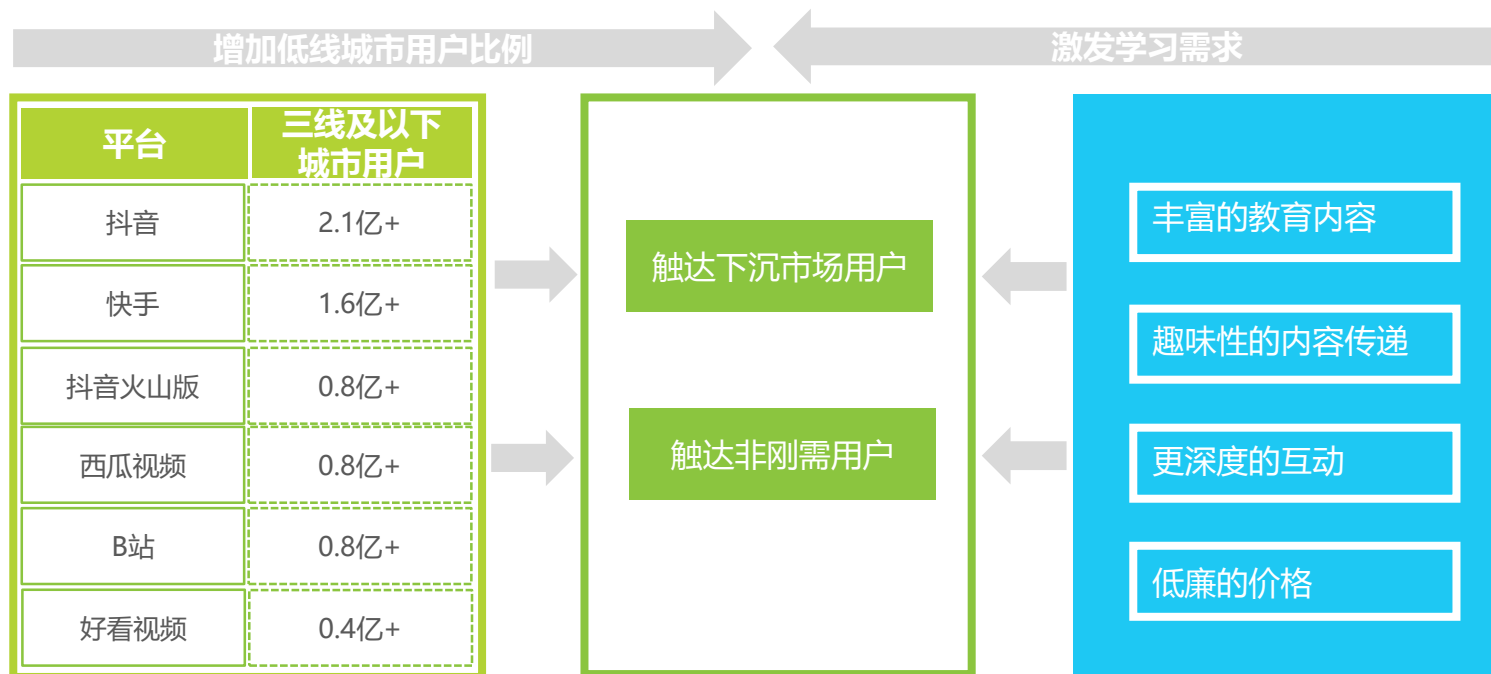 增加低线城市用户比例
激发学习需求
平台
三线及以下
城市用户
抖音
2.1亿+
快手
1.6亿+
抖音火山版
0.8亿+
西瓜视频
0.8亿+
B站
0.8亿+
好看视频
0.4亿+
触达下沉市场用户
触达非刚需用户
丰富的教育内容
趣味性的内容传递
更深度的互动
低廉的价格